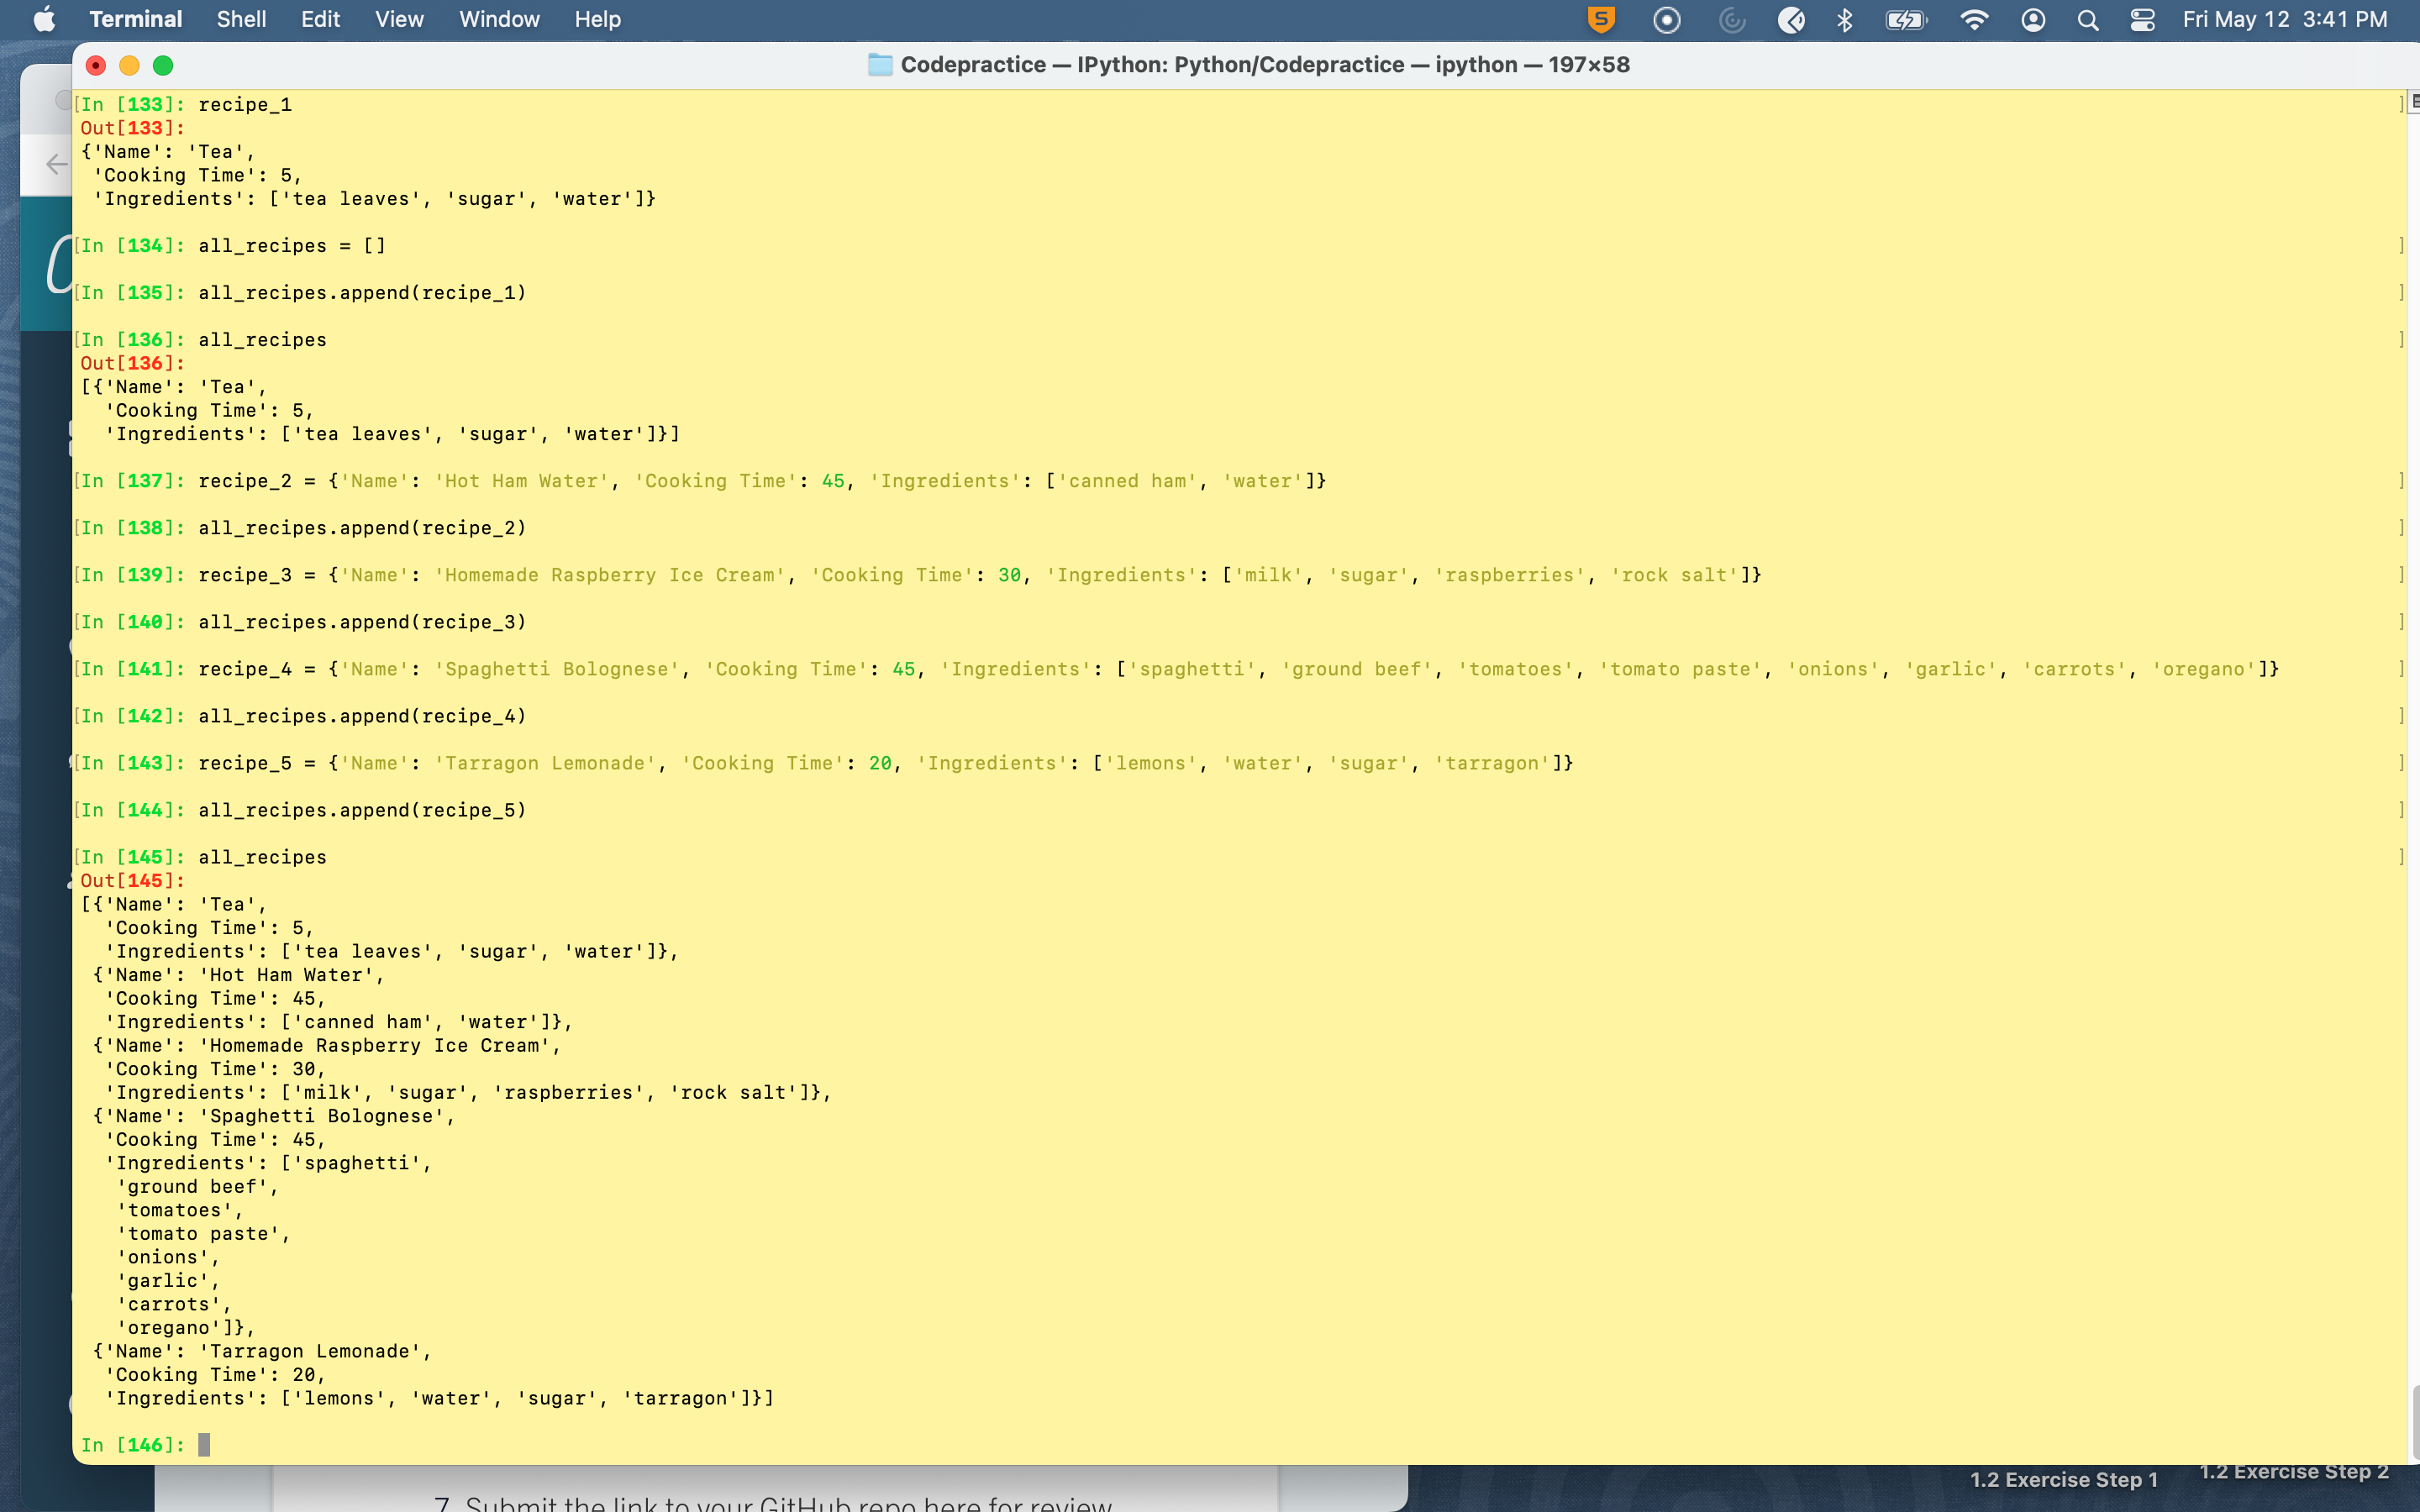 Terminal Shell Edit View Window Help Fri May 12 3:41 PM
Codepractice — IPython: Python/Codepractice — ipython — 197×58
In [133]: recipe_1
Out[133]:
{'Name': 'Tea',
 'Cooking Time': 5,
 'Ingredients': ['tea leaves', 'sugar', 'water']}
In [134]: all_recipes = []
In [135]: all_recipes.append(recipe_1)
In [136]: all_recipes
Out[136]:
[{'Name': 'Tea',
  'Cooking Time': 5,
  'Ingredients': ['tea leaves', 'sugar', 'water']}]
In [137]: recipe_2 = {'Name': 'Hot Ham Water', 'Cooking Time': 45, 'Ingredients': ['canned ham', 'water']}
In [138]: all_recipes.append(recipe_2)
In [139]: recipe_3 = {'Name': 'Homemade Raspberry Ice Cream', 'Cooking Time': 30, 'Ingredients': ['milk', 'sugar', 'raspberries', 'rock salt']}
In [140]: all_recipes.append(recipe_3)
In [141]: recipe_4 = {'Name': 'Spaghetti Bolognese', 'Cooking Time': 45, 'Ingredients': ['spaghetti', 'ground beef', 'tomatoes', 'tomato paste', 'onions', 'garlic', 'carrots', 'oregano']}
In [142]: all_recipes.append(recipe_4)
In [143]: recipe_5 = {'Name': 'Tarragon Lemonade', 'Cooking Time': 20, 'Ingredients': ['lemons', 'water', 'sugar', 'tarragon']}
In [144]: all_recipes.append(recipe_5)
In [145]: all_recipes
Out[145]:
[{'Name': 'Tea',
  'Cooking Time': 5,
  'Ingredients': ['tea leaves', 'sugar', 'water']},
 {'Name': 'Hot Ham Water',
  'Cooking Time': 45,
  'Ingredients': ['canned ham', 'water']},
 {'Name': 'Homemade Raspberry Ice Cream',
  'Cooking Time': 30,
  'Ingredients': ['milk', 'sugar', 'raspberries', 'rock salt']},
 {'Name': 'Spaghetti Bolognese',
  'Cooking Time': 45,
  'Ingredients': ['spaghetti',
   'ground beef',
   'tomatoes',
   'tomato paste',
   'onions',
   'garlic',
   'carrots',
   'oregano']},
 {'Name': 'Tarragon Lemonade',
  'Cooking Time': 20,
  'Ingredients': ['lemons', 'water', 'sugar', 'tarragon']}]
In [146]:
1.2 Exercise Step 1
1.2 Exercise Step 2
7. Submit the link to your GitHub repo here for review